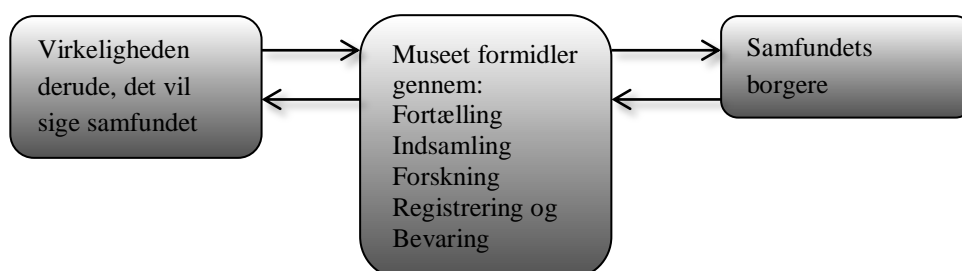 Virkeligheden
derude, det vil
sige samfundet
Museet formidler
gennem:
Fortælling
Indsamling
Forskning
Registrering og
Bevaring
Samfundets
borgere